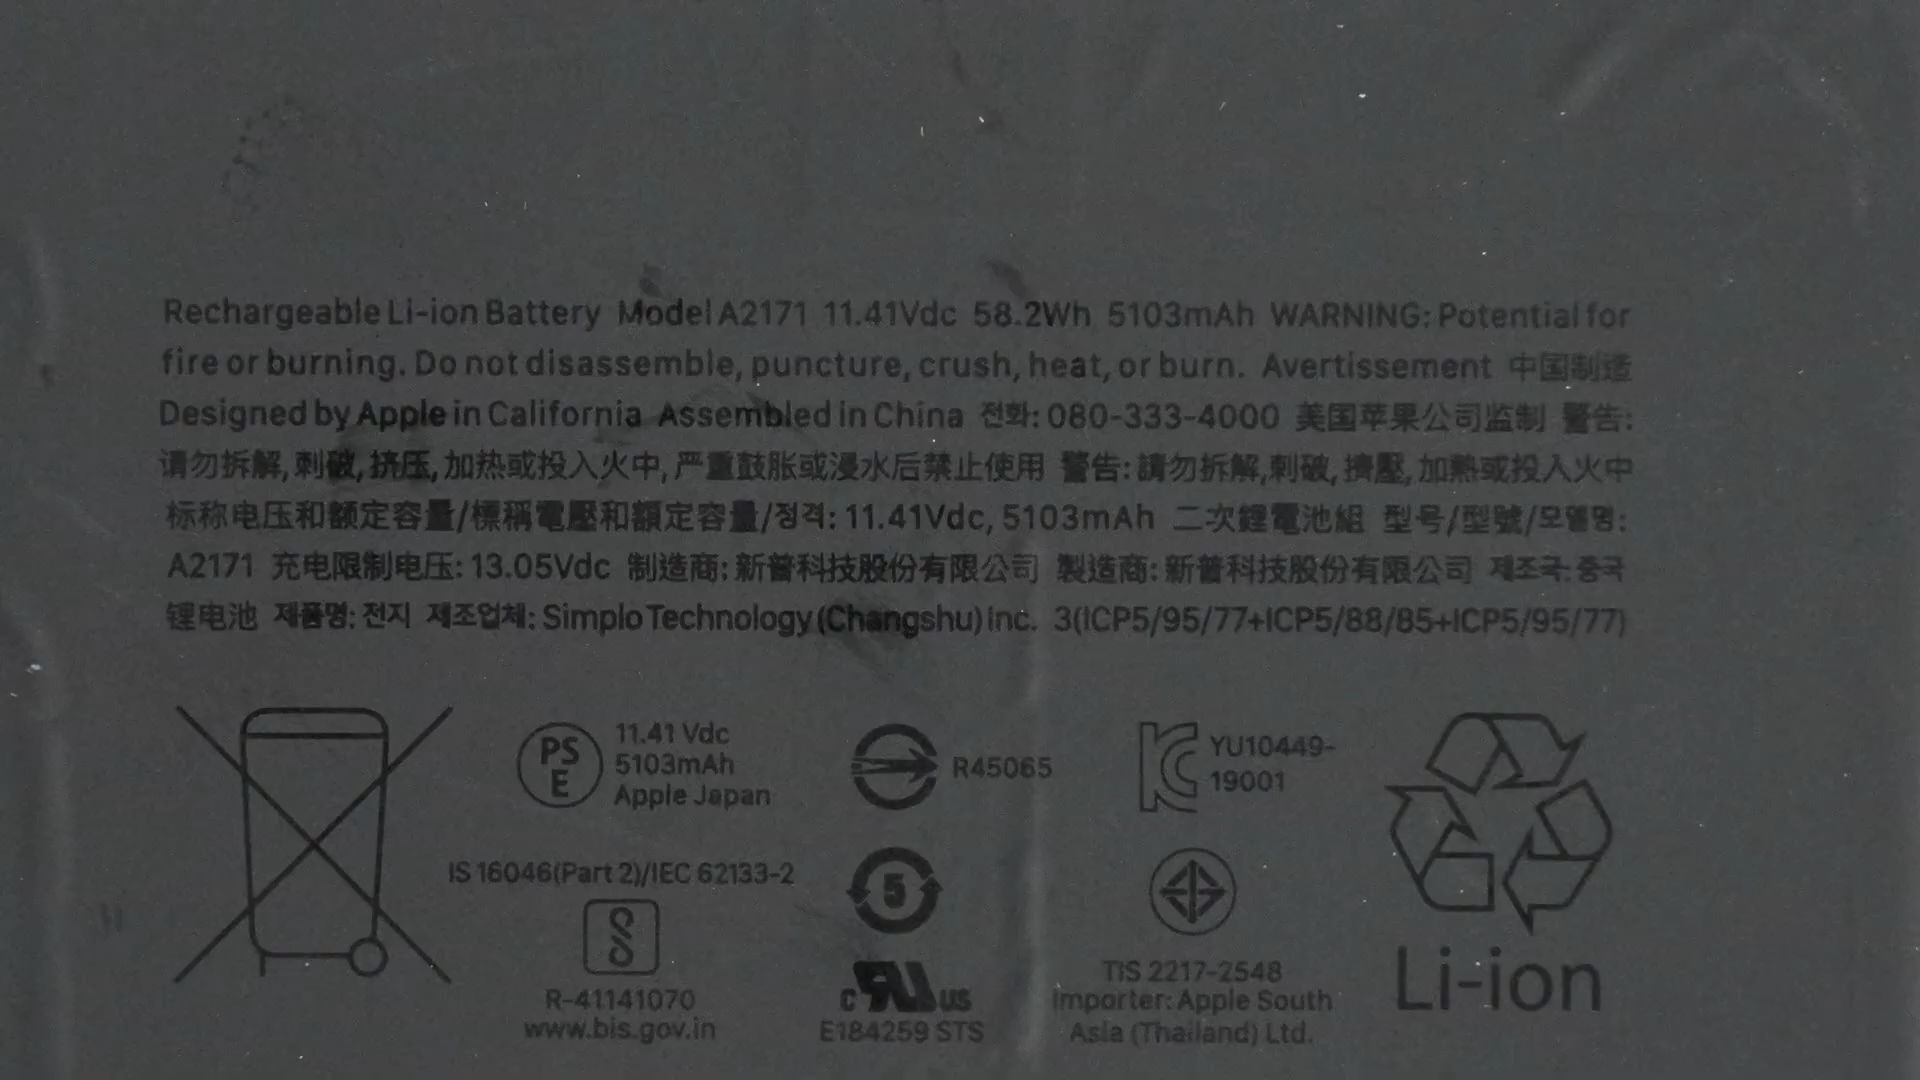 Rechargeable Li-ion Battery Model A2171 11.41Vdc 58.2Wh 5103mAh WARNING: Potential for
fire or burning. Do not disassemble, puncture, crush, heat, or burn. Avertissement 中国制造
Designed by Apple in California Assembled in China 전화: 080-333-4000 美国苹果公司监制 警告:
请勿拆解, 刺破, 挤压, 加热或投入火中, 严重鼓胀或浸水后禁止使用 警告: 請勿拆解, 刺破, 擠壓, 加熱或投入火中
标称电压和额定容量/標稱電壓和額定容量/정격: 11.41Vdc, 5103mAh 二次鋰電池組 型号/型號/모델명:
A2171 充电限制电压: 13.05Vdc 制造商: 新普科技股份有限公司 製造商: 新普科技股份有限公司 제조국: 중국
锂电池 제품명: 전지 제조업체: Simplo Technology (Changshu) Inc. 3(ICP5/95/77+ICP5/88/85+ICP5/95/77)
PS
E
11.41 Vdc
5103mAh
Apple Japan
R45065
YU10449-
19001
IS 16046(Part 2)/IEC 62133-2
R-41141070
www.bis.gov.in
5
c RU US
E184259 STS
TIS 2217-2548
Importer: Apple South
Asia (Thailand) Ltd.
Li-ion